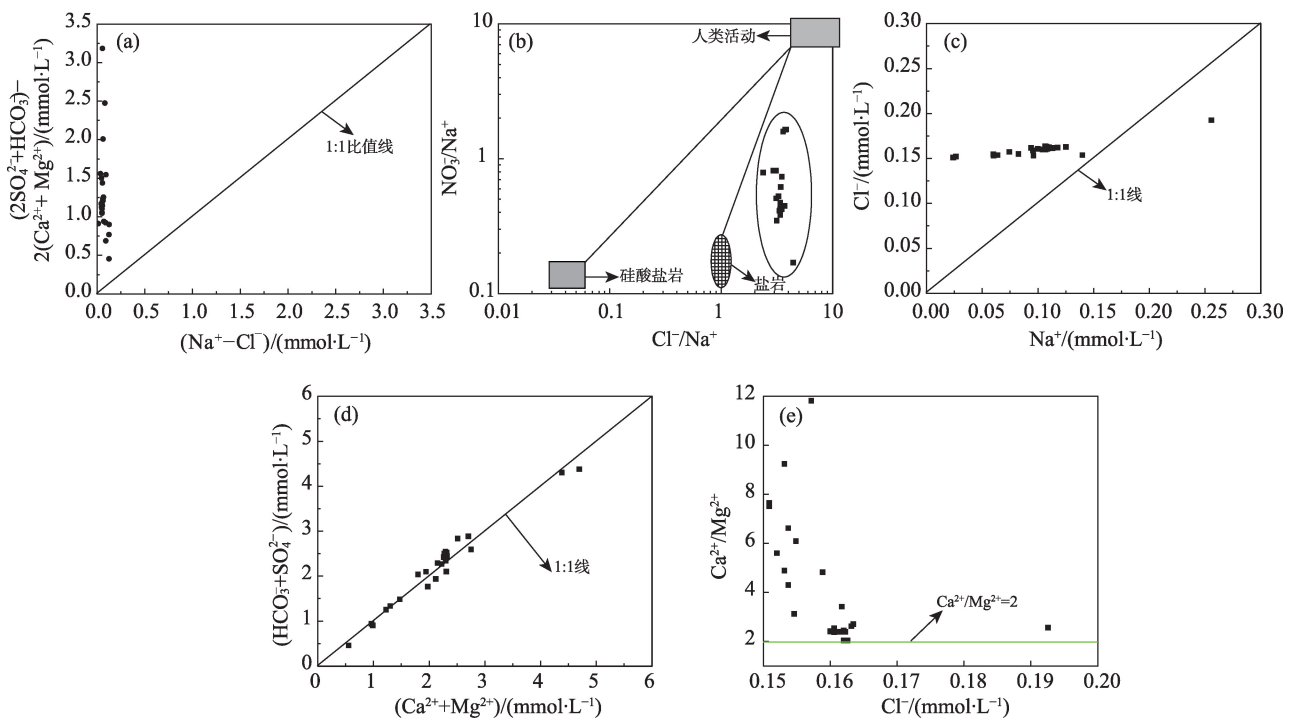 (a)
3.5
3.0
2.5
2.0
1.5
1.0
0.5
0.0
0.0 0.5 1.0 1.5 2.0 2.5 3.0 3.5
(2SO₄²⁻+HCO₃⁻)−
2(Ca²⁺+ Mg²⁺)/(mmol·L⁻¹)
(Na⁺−Cl⁻)/(mmol·L⁻¹)
1:1比值线
(b)
10
1
0.1
0.01 0.1 1 10
NO₃⁻/Na⁺
Cl⁻/Na⁺
人类活动
硅酸盐岩
盐岩
(c)
0.30
0.25
0.20
0.15
0.10
0.05
0.00
0.00 0.05 0.10 0.15 0.20 0.25 0.30
Cl⁻/(mmol·L⁻¹)
Na⁺/(mmol·L⁻¹)
1:1线
(d)
6
5
4
3
2
1
0
0 1 2 3 4 5 6
(HCO₃⁻+SO₄²⁻)/(mmol·L⁻¹)
(Ca²⁺+Mg²⁺)/(mmol·L⁻¹)
1:1线
(e)
12
10
8
6
4
2
0.15 0.16 0.17 0.18 0.19 0.20
Ca²⁺/Mg²⁺
Cl⁻/(mmol·L⁻¹)
Ca²⁺/Mg²⁺=2